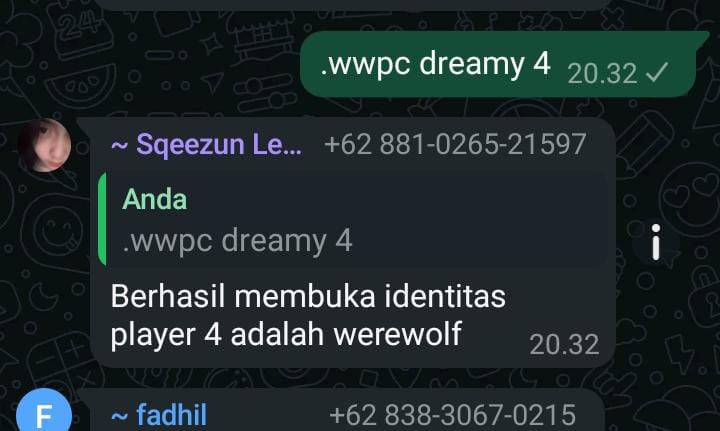 .wwpc dreamy 4 20.32
~ Sqeezun Le... +62 881-0265-21597
Anda
.wwpc dreamy 4
Berhasil membuka identitas
player 4 adalah werewolf 20.32
F ~ fadhil +62 838-3067-0215